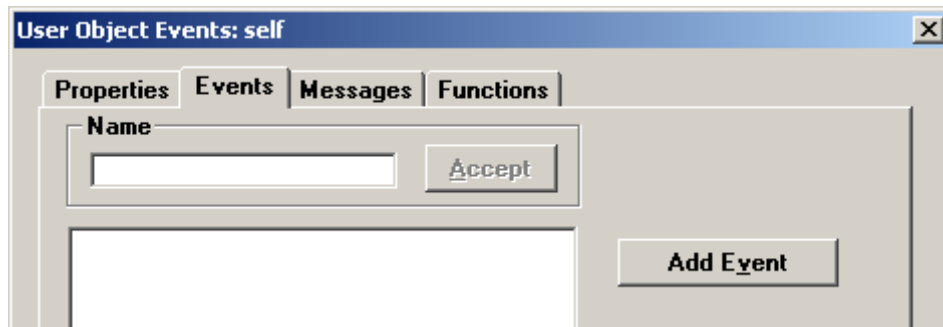 User Object Events: self
Properties Events Messages Functions
Name
Accept
Add Event